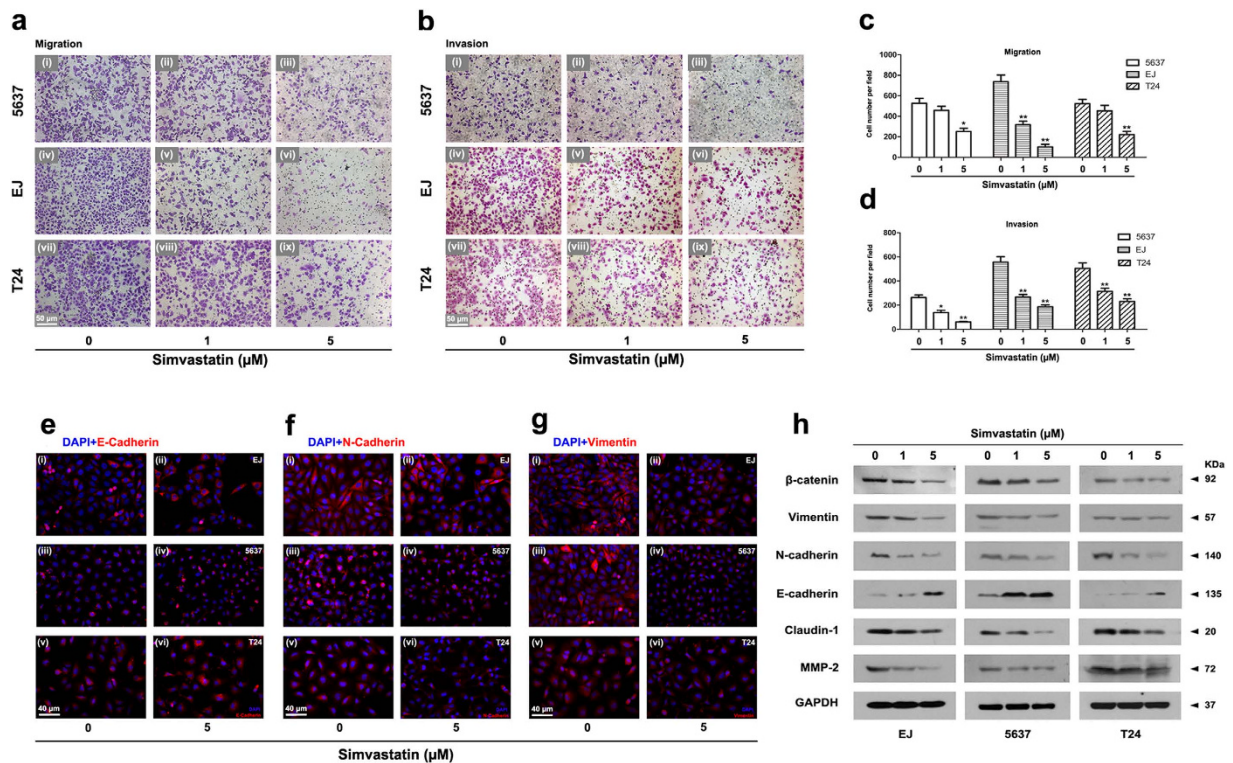 a
Migration
5637
(i)
(ii)
(iii)
EJ
(iv)
(v)
(vi)
T24
(vii)
(viii)
(ix)
50 µm
0
1
5
Simvastatin (µM)
b
Invasion
5637
(i)
(ii)
(iii)
EJ
(iv)
(v)
(vi)
T24
(vii)
(viii)
(ix)
50 µm
0
1
5
Simvastatin (µM)
c
Migration
1000
800
600
400
200
0
Cell number per field
5637
EJ
T24
*
**
**
**
0 1 5 0 1 5 0 1 5
Simvastatin (µM)
d
Invasion
800
600
400
200
0
Cell number per field
5637
EJ
T24
*
**
**
**
**
**
0 1 5 0 1 5 0 1 5
Simvastatin (µM)
e
DAPI+E-Cadherin
(i)
(ii)
EJ
(iii)
(iv)
5637
(v)
(vi)
T24
40 µm
DAPI
E-Cadherin
0
5
f
DAPI+N-Cadherin
(i)
(ii)
EJ
(iii)
(iv)
5637
(v)
(vi)
T24
40 µm
DAPI
N-Cadherin
0
5
g
DAPI+Vimentin
(i)
(ii)
EJ
(iii)
(iv)
5637
(v)
(vi)
T24
40 µm
DAPI
Vimentin
0
5
Simvastatin (µM)
h
Simvastatin (µM)
0 1 5 0 1 5 0 1 5
KDa
β-catenin
92
Vimentin
57
N-cadherin
140
E-cadherin
135
Claudin-1
20
MMP-2
72
GAPDH
37
EJ
5637
T24